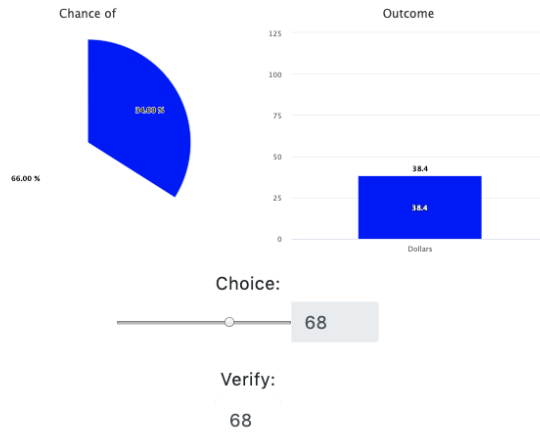 Chance of
34.00 %
66.00 %
Outcome
125
100
75
50
25
0
38.4
38.4
Dollars
Choice:
68
Verify:
68